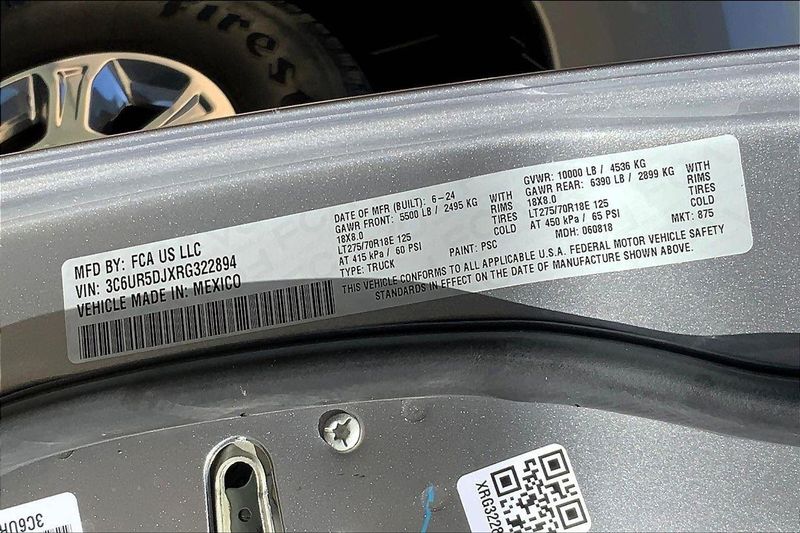 Firestone
MFD BY: FCA US LLC
VIN: 3C6UR5DJXRG322894
VEHICLE MADE IN: MEXICO
DATE OF MFR (BUILT): 6-24
GAWR FRONT: 5500 LB / 2495 KG WITH
18X8.0 RIMS
LT275/70R18E 125 TIRES
AT 415 kPa / 60 PSI COLD
TYPE: TRUCK
PAINT: PSC
GVWR: 10000 LB / 4536 KG
GAWR REAR: 6390 LB / 2899 KG WITH
18X8.0 RIMS
LT275/70R18E 125 TIRES
AT 450 kPa / 65 PSI COLD
MDH: 060818
MKT: 875
THIS VEHICLE CONFORMS TO ALL APPLICABLE U.S.A. FEDERAL MOTOR VEHICLE SAFETY
STANDARDS IN EFFECT ON THE DATE OF MANUFACTURE SHOWN ABOVE.
3C6UR
XRG3228